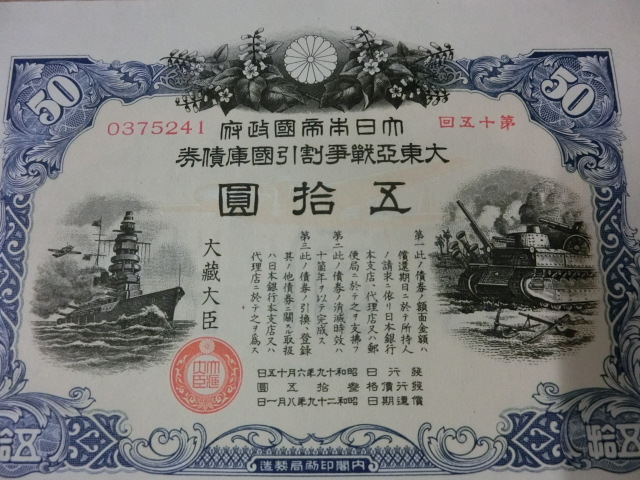 50
50
第十五回
大日本帝國政府
0375241
大東亞戰爭割引國庫債券
五拾圓
第一此ノ債券ノ額面金額ハ
償還期日ニ於テ所持人
ノ請求ニ依リ日本銀行
本支店、代理店又ハ郵
便局ニ於テ之ヲ支拂フ
第二此ノ債券ノ消滅時效ハ
十箇年ヲ以テ完成ス
第三此ノ債券ノ引換、登錄
其ノ他債券ニ關スル取扱
ハ日本銀行本支店又ハ
代理店ニ於テ之ヲ爲ス
大藏大臣
發行日 昭和十九年六月十五日
發行價格 叁拾五圓
償還期日 昭和二十九年八月一日
五拾
五拾
內閣印刷局製造